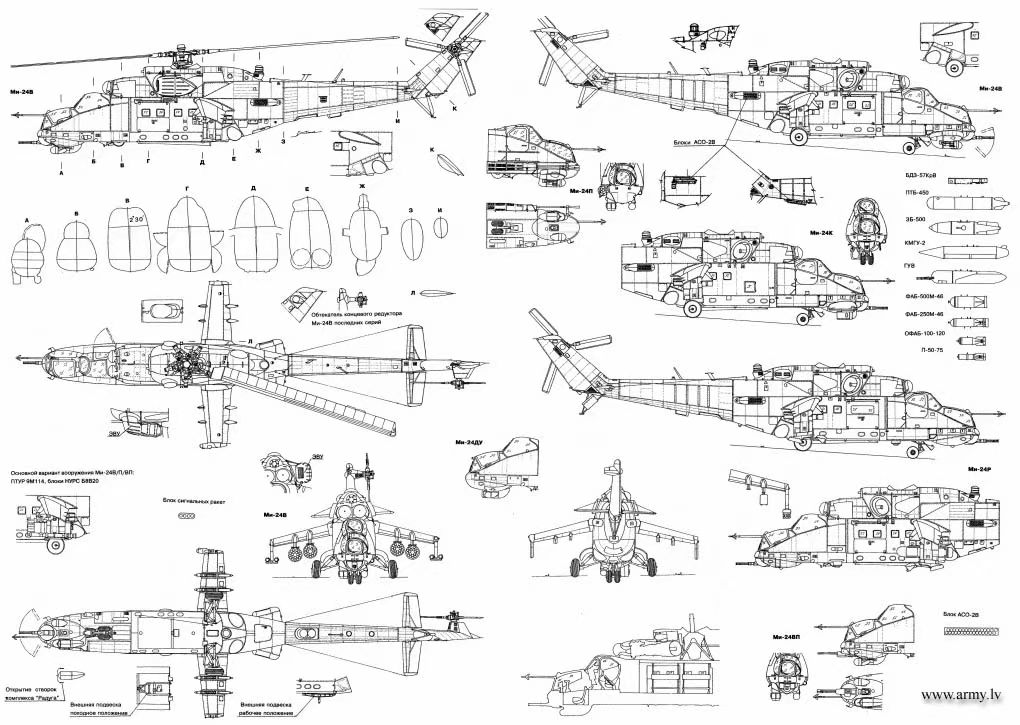 Ми-24В
К
И
З
Ж
Е
Д
Г
В
Б
А
К
Ми-24В
Блоки АСО-2В
Ми-24П
БДЗ-57КрВ
ПТБ-450
ЗБ-500
КМГУ-2
ГУВ
ФАБ-500М-46
ФАБ-250М-46
ОФАБ-100-120
П-50-75
Ми-24К
А
Б
В
2°30'
Г
Д
Е
Ж
З
И
Л
Обтекатель концевого редуктора
Ми-24В последних серий
Л
ЭВУ
Основной вариант вооружения Ми-24В/П/ВП:
ПТУР 9М114, блоки НУРС Б8В20
Блок сигнальных ракет
ЭВУ
Ми-24В
Ми-24ДУ
Ми-24Р
Блок АСО-2В
Ми-24ВП
Открытие створок
комплекса "Радуга"
Внешняя подвеска
походное положение
Внешняя подвеска
рабочее положение
www.army.lv